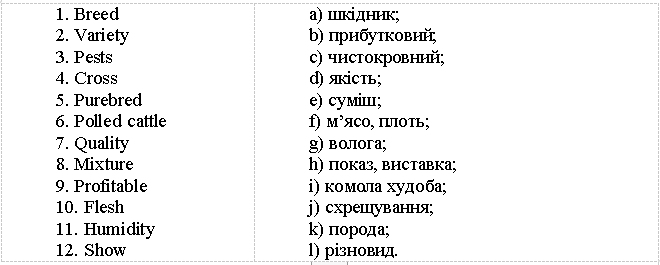 1. Breed
2. Variety
3. Pests
4. Cross
5. Purebred
6. Polled cattle
7. Quality
8. Mixture
9. Profitable
10. Flesh
11. Humidity
12. Show
a) шкідник;
b) прибутковий;
c) чистокровний;
d) якість;
e) суміш;
f) м’ясо, плоть;
g) волога;
h) показ, виставка;
i) комола худоба;
j) схрещування;
k) порода;
l) різновид.